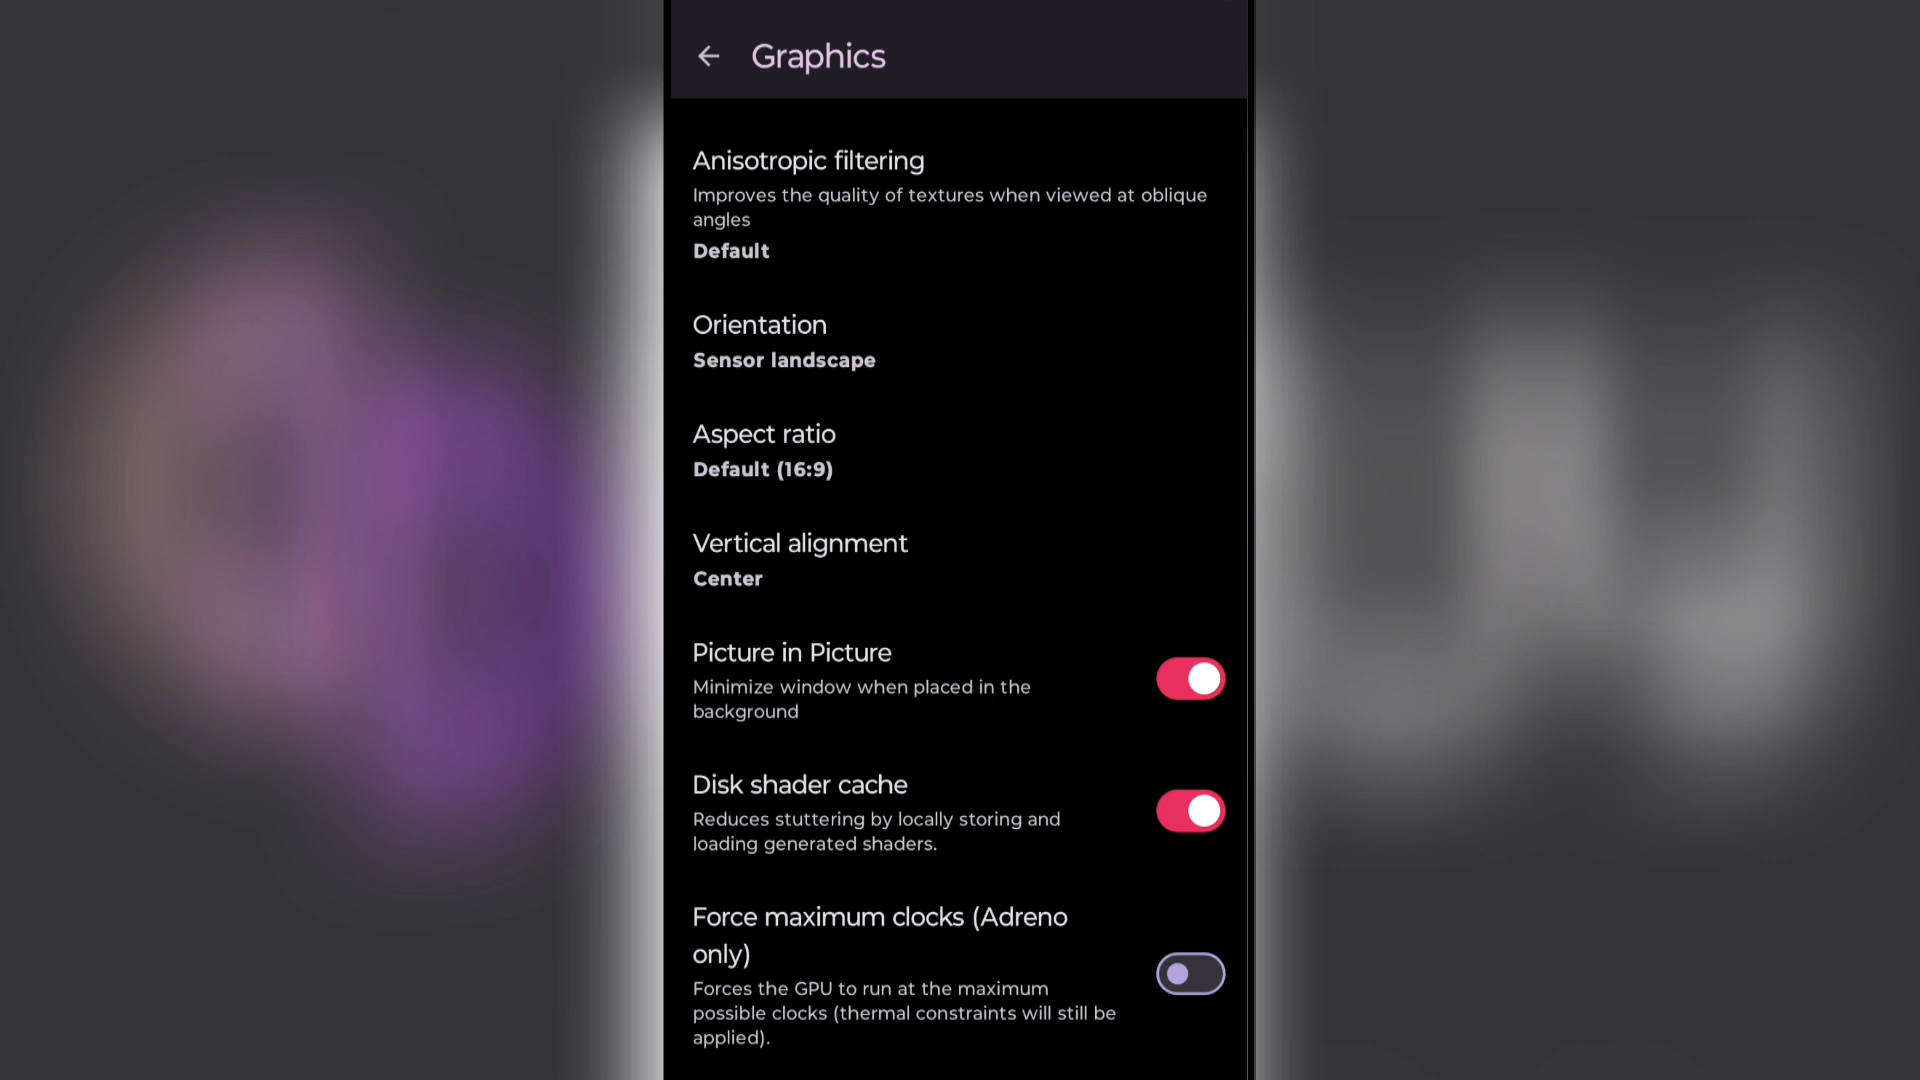 Graphics
Anisotropic filtering
Improves the quality of textures when viewed at oblique
angles
Default
Orientation
Sensor landscape
Aspect ratio
Default (16:9)
Vertical alignment
Center
Picture in Picture
Minimize window when placed in the
background
Disk shader cache
Reduces stuttering by locally storing and
loading generated shaders.
Force maximum clocks (Adreno
only)
Forces the GPU to run at the maximum
possible clocks (thermal constraints will still be
applied).